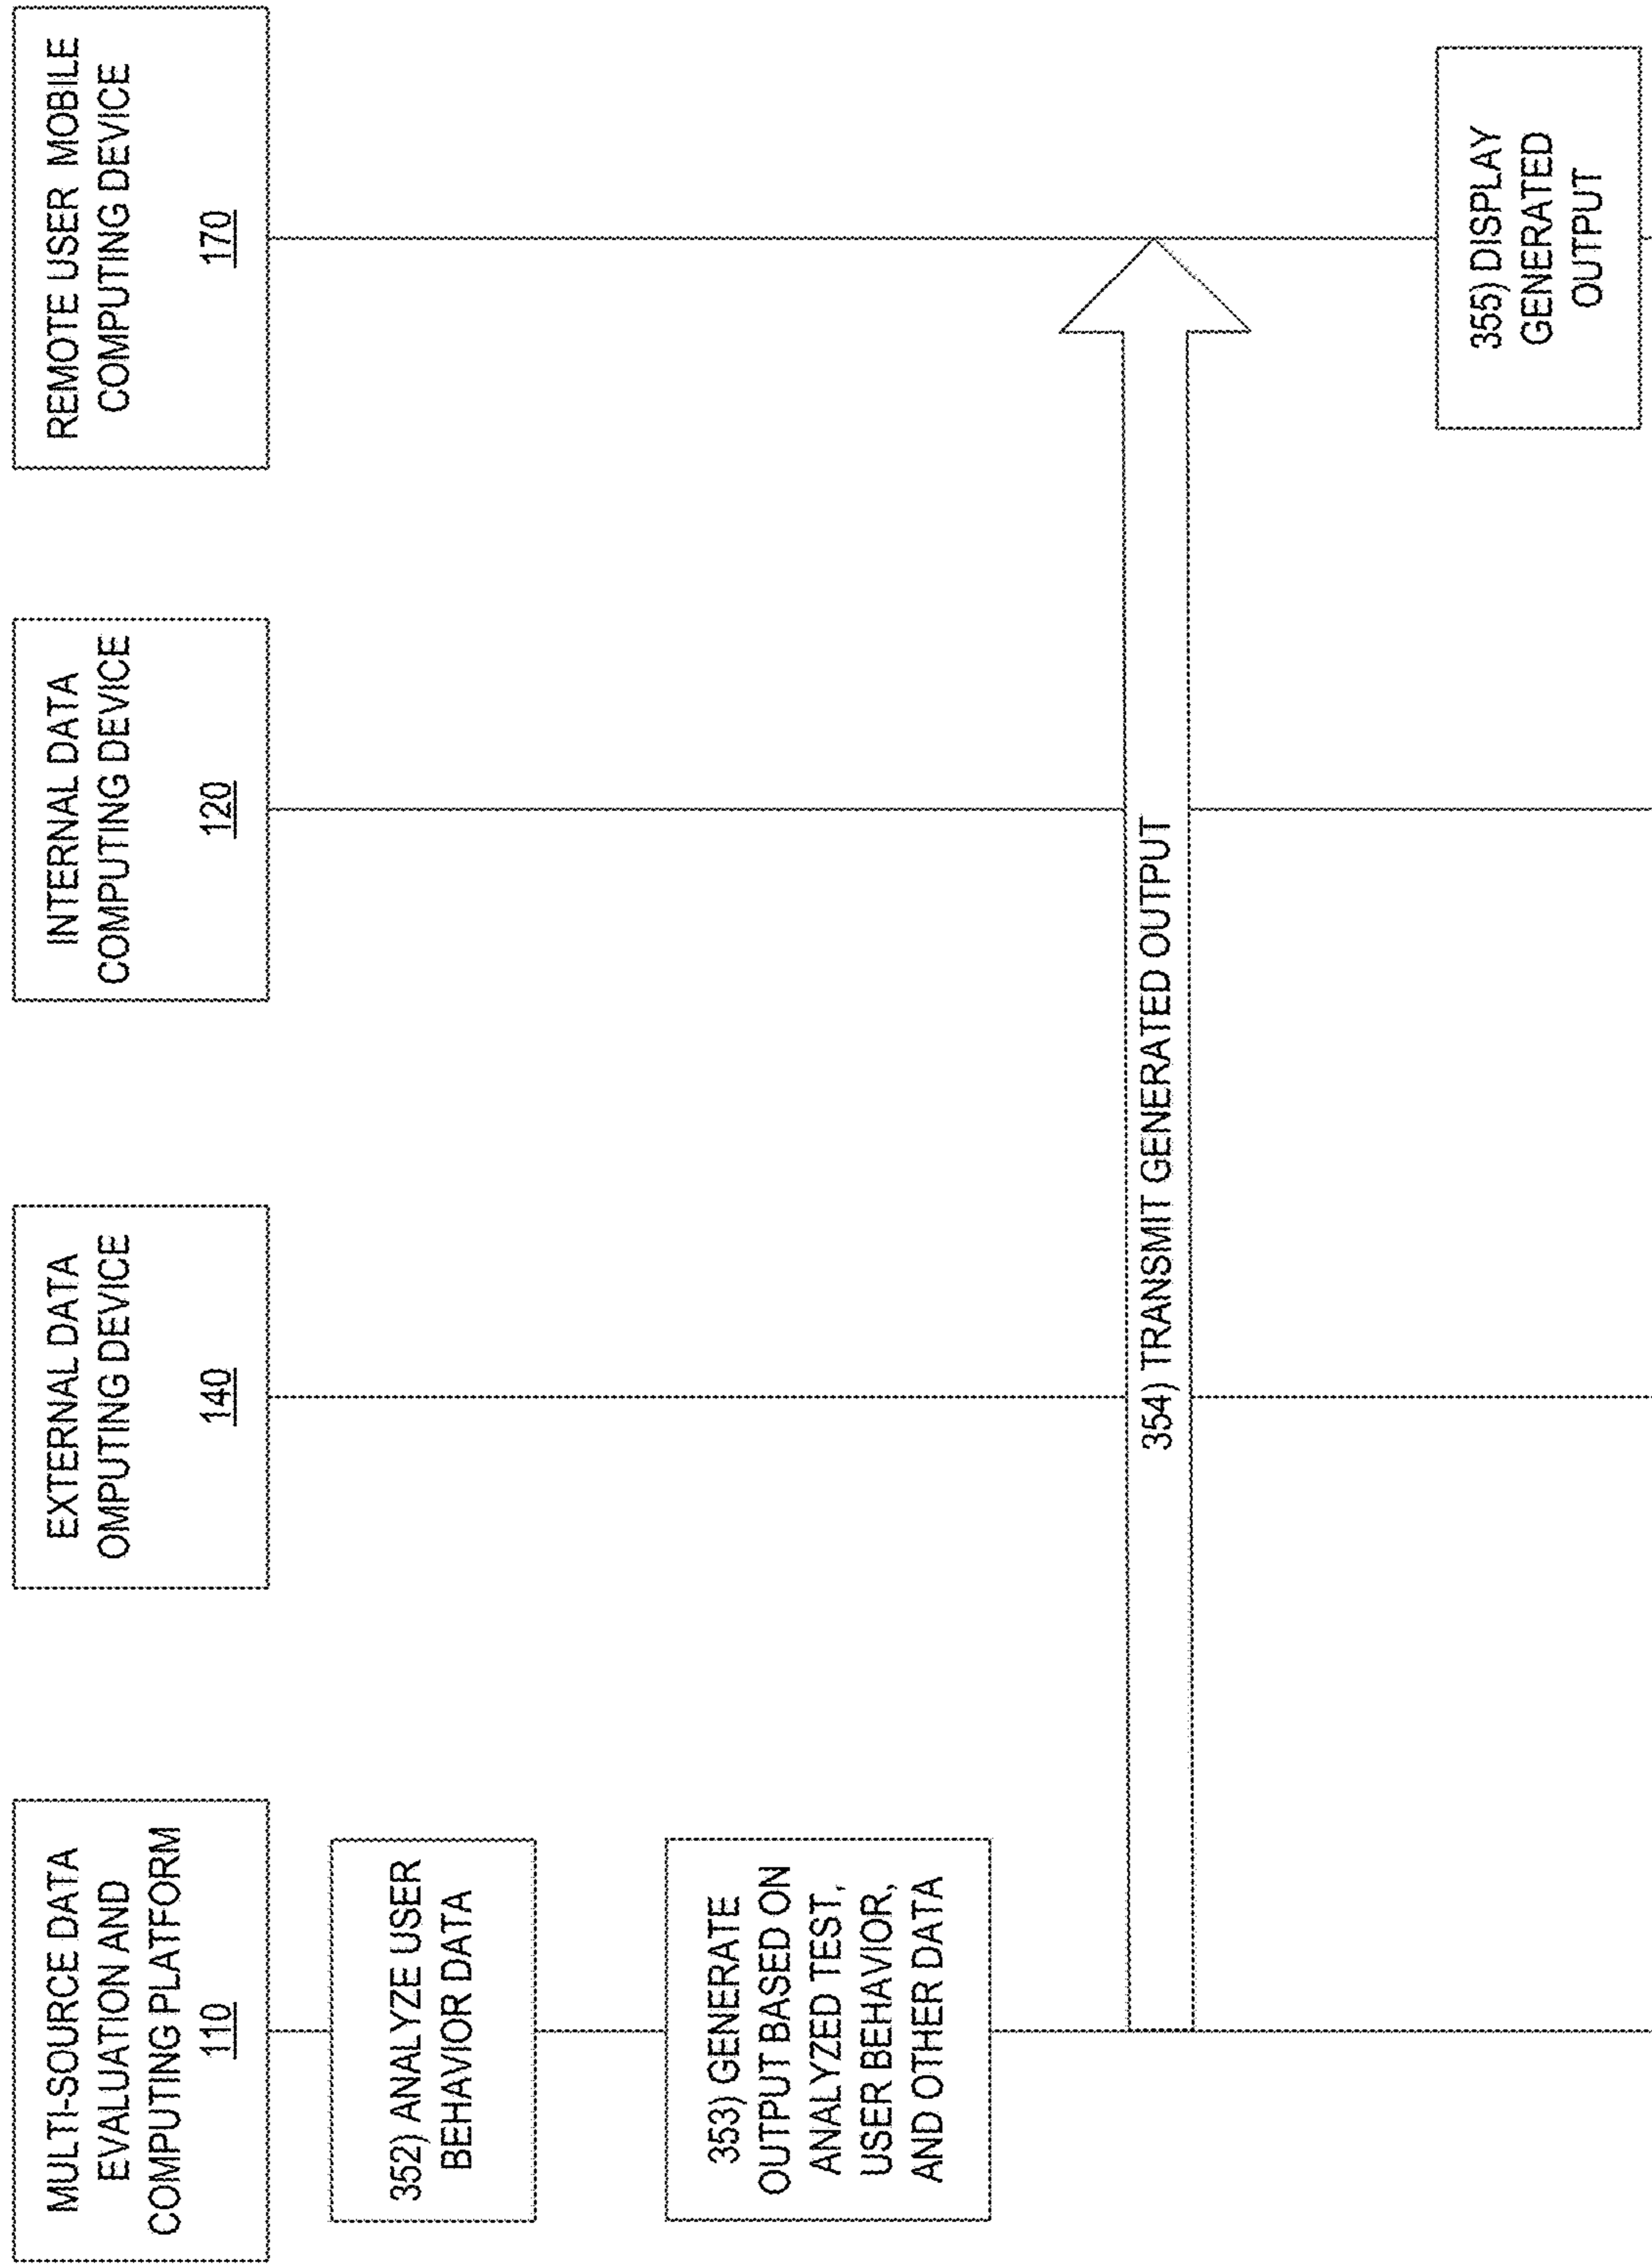 MULTI-SOURCE DATA
EVALUATION AND
COMPUTING PLATFORM
110
EXTERNAL DATA
OMPUTING DEVICE
140
INTERNAL DATA
COMPUTING DEVICE
120
REMOTE USER MOBILE
COMPUTING DEVICE
170
352) ANALYZE USER
BEHAVIOR DATA
353) GENERATE
OUTPUT BASED ON
ANALYZED TEST,
USER BEHAVIOR,
AND OTHER DATA
354) TRANSMIT GENERATED OUTPUT
355) DISPLAY
GENERATED
OUTPUT